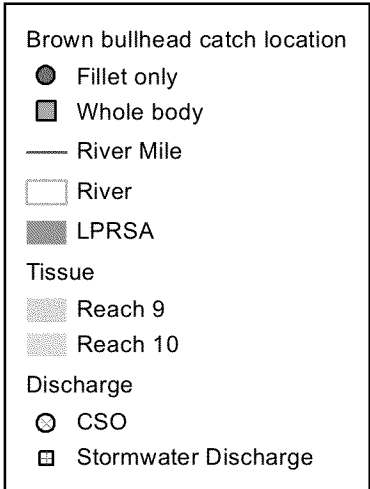 Brown bullhead catch location
Fillet only
Whole body
River Mile
River
LPRSA
Tissue
Reach 9
Reach 10
Discharge
CSO
Stormwater Discharge